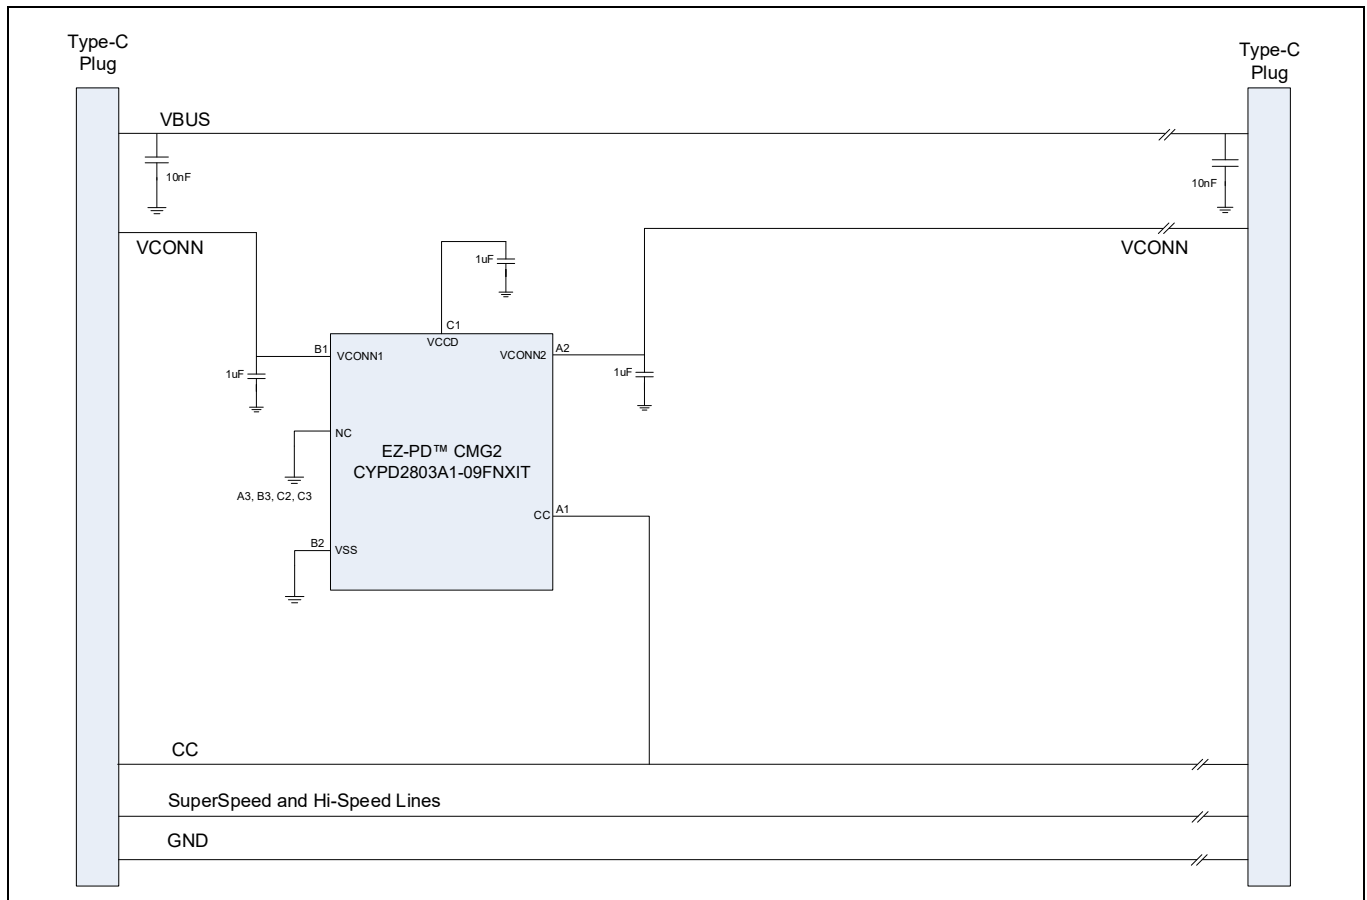 Type-C
Plug
Type-C
Plug
VBUS
10nF
10nF
VCONN
VCONN
1uF
C1
VCCD
B1
VCONN1
VCONN2
A2
1uF
1uF
NC
EZ-PD™ CMG2
CYPD2803A1-09FNXIT
A3, B3, C2, C3
CC
A1
B2
VSS
CC
SuperSpeed and Hi-Speed Lines
GND